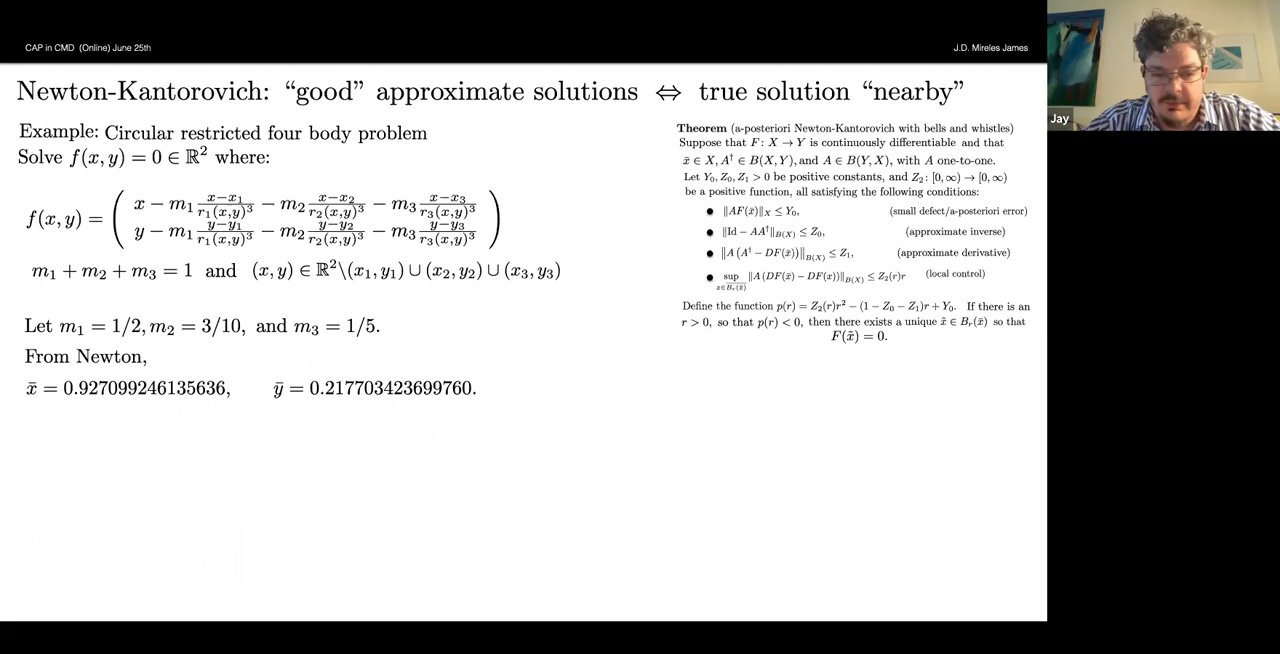 CAP in CMD (Online) June 25th
J.D. Mireles James
Jay
Newton-Kantorovich: “good” approximate solutions ⇔ true solution “nearby”
Example: Circular restricted four body problem
Solve f(x, y) = 0 ∈ ℝ² where:
f(x, y) = ( x − m₁ (x−x₁)/(r₁(x,y)³) − m₂ (x−x₂)/(r₂(x,y)³) − m₃ (x−x₃)/(r₃(x,y)³)
y − m₁ (y−y₁)/(r₁(x,y)³) − m₂ (y−y₂)/(r₂(x,y)³) − m₃ (y−y₃)/(r₃(x,y)³) )
m₁ + m₂ + m₃ = 1 and (x, y) ∈ ℝ²\(x₁, y₁) ∪ (x₂, y₂) ∪ (x₃, y₃)
Let m₁ = 1/2, m₂ = 3/10, and m₃ = 1/5.
From Newton,
x̄ = 0.927099246135636, ȳ = 0.217703423699760.
Theorem (a-posteriori Newton-Kantorovich with bells and whistles)
Suppose that F: X → Y is continuously differentiable and that
x̄ ∈ X, A† ∈ B(X, Y), and A ∈ B(Y, X), with A one-to-one.
Let Y₀, Z₀, Z₁ > 0 be positive constants, and Z₂: [0, ∞) → [0, ∞)
be a positive function, all satisfying the following conditions:
● ‖AF(x̄)‖_X ≤ Y₀, (small defect/a-posteriori error)
● ‖Id − AA†‖_B(X) ≤ Z₀, (approximate inverse)
● ‖A (A† − DF(x̄))‖_B(X) ≤ Z₁, (approximate derivative)
● sup_{x∈B_r(x̄)} ‖A (DF(x̄) − DF(x))‖_B(X) ≤ Z₂(r)r (local control)
Define the function p(r) = Z₂(r)r² − (1 − Z₀ − Z₁)r + Y₀. If there is an
r > 0, so that p(r) < 0, then there exists a unique x̃ ∈ B_r(x̄) so that
F(x̃) = 0.